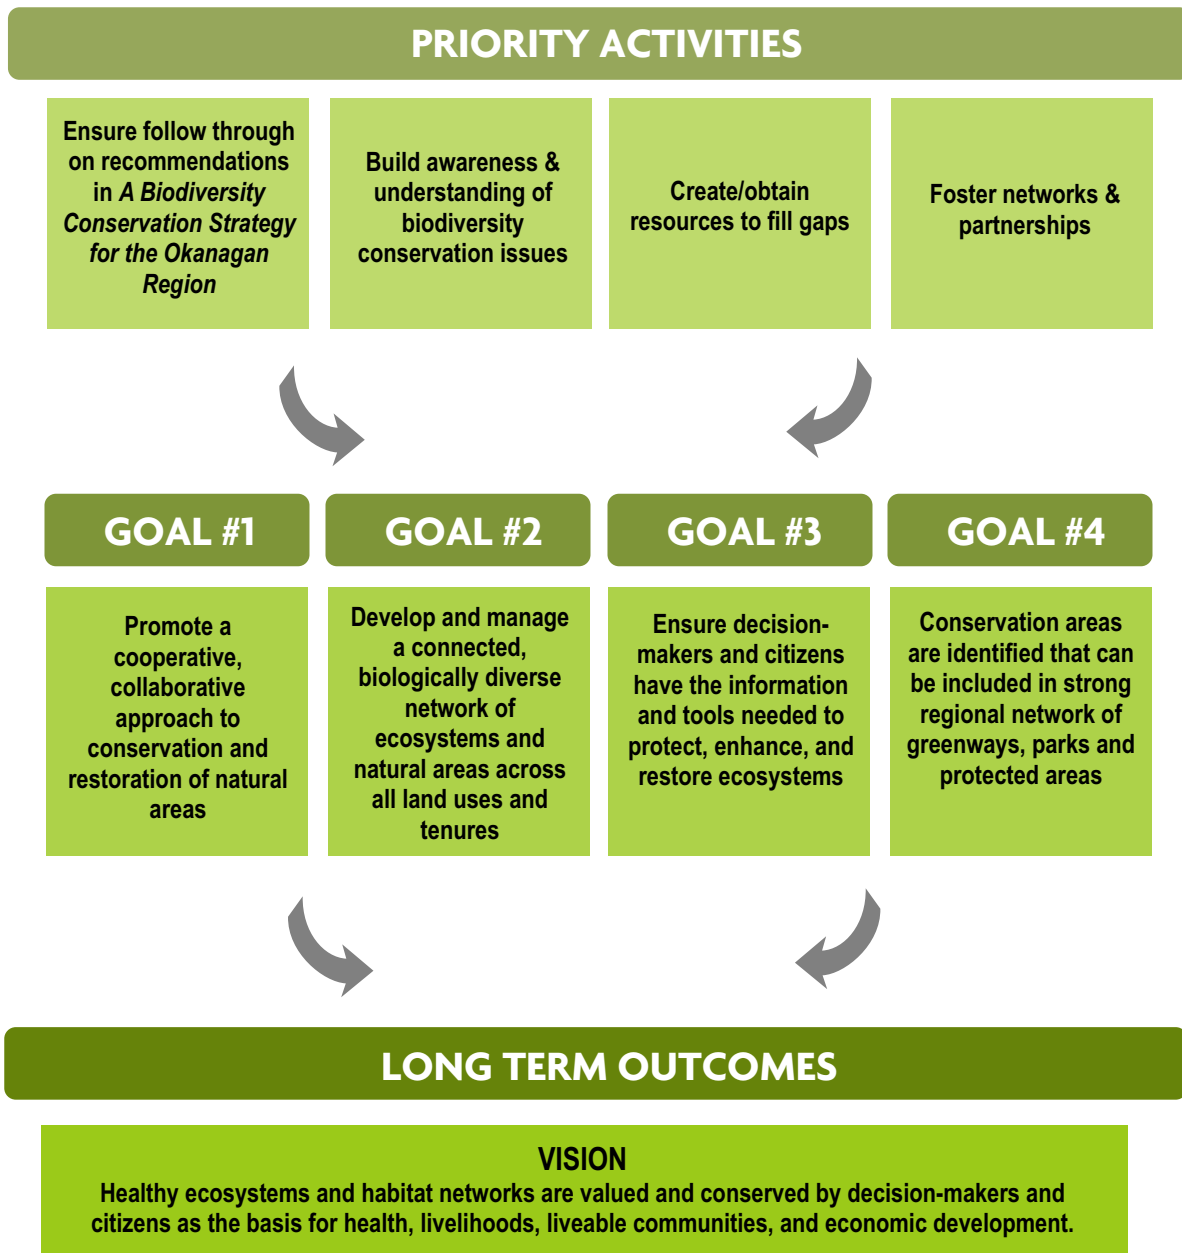 PRIORITY ACTIVITIES
Ensure follow through
on recommendations
in A Biodiversity
Conservation Strategy
for the Okanagan
Region
Build awareness &
understanding of
biodiversity
conservation issues
Create/obtain
resources to fill gaps
Foster networks &
partnerships
GOAL #1
Promote a
cooperative,
collaborative
approach to
conservation and
restoration of natural
areas
GOAL #2
Develop and manage
a connected,
biologically diverse
network of
ecosystems and
natural areas across
all land uses and
tenures
GOAL #3
Ensure decision-
makers and citizens
have the information
and tools needed to
protect, enhance, and
restore ecosystems
GOAL #4
Conservation areas
are identified that can
be included in strong
regional network of
greenways, parks and
protected areas
LONG TERM OUTCOMES
VISION
Healthy ecosystems and habitat networks are valued and conserved by decision-makers and
citizens as the basis for health, livelihoods, liveable communities, and economic development.